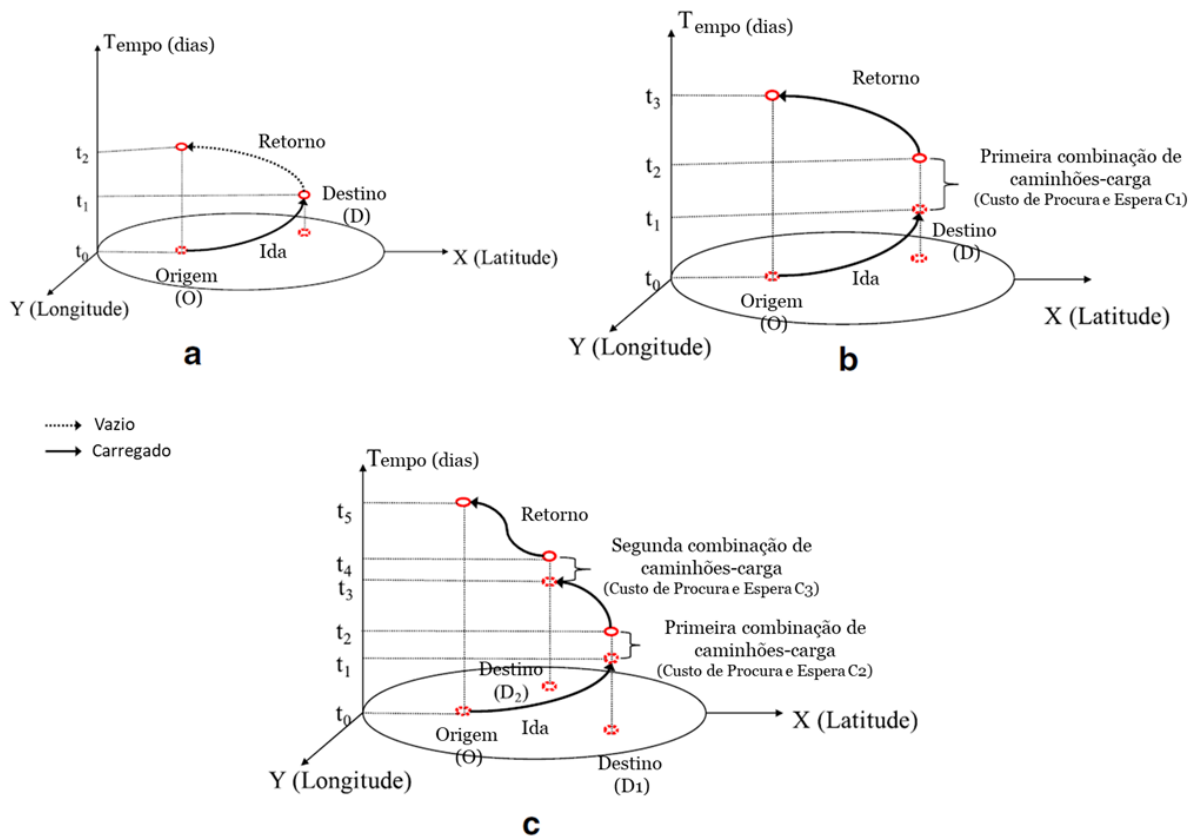 Tempo (dias)
t2
Retorno
t1
Destino
(D)
t0
Ida
X (Latitude)
Origem
(O)
Y (Longitude)
a
Tempo (dias)
Retorno
t3
t2
Primeira combinação de
caminhões-carga
(Custo de Procura e Espera C1)
t1
Destino
(D)
t0
Ida
Origem
(O)
X (Latitude)
Y (Longitude)
b
Vazio
Carregado
Tempo (dias)
t5
Retorno
Segunda combinação de
caminhões-carga
(Custo de Procura e Espera C3)
t4
t3
t2
Primeira combinação de
caminhões-carga
(Custo de Procura e Espera C2)
t1
Destino
(D2)
t0
Ida
X (Latitude)
Origem
(O)
Destino
(D1)
Y (Longitude)
c